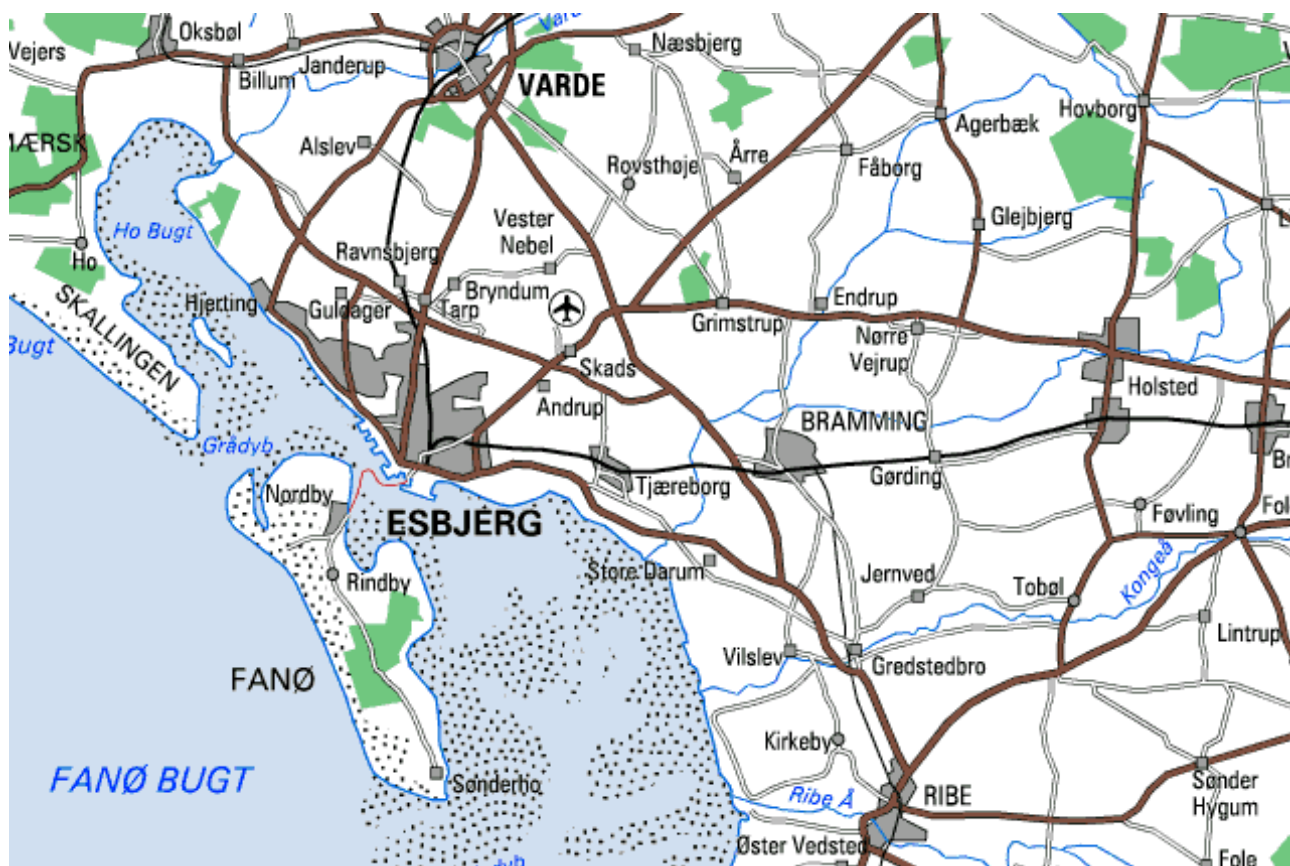 Oksbøl
Vejers
Billum
Janderup
Næsbjerg
VARDE
Hovborg
Agerbæk
Alslev
Rovsthøje
Årre
Fåborg
Ho Bugt
Vester
Nebel
Glejbjerg
Ravnsbjerg
Ho
SKALLINGEN
Hjerting
Guldager
Tarp
Bryndum
Grimstrup
Endrup
Nørre
Vejrup
Bugt
Skads
Andrup
Holsted
BRAMMING
Grådyb
Nordby
Tjæreborg
Gørding
ESBJERG
Føvling
Store Darum
Jernved
Tobøl
Kongeå
Rindby
Lintrup
FANØ
Vilslev
Gredstedbro
Kirkeby
FANØ BUGT
Sønderho
Ribe Å
RIBE
Sønder
Hygum
Øster Vedsted
Fole